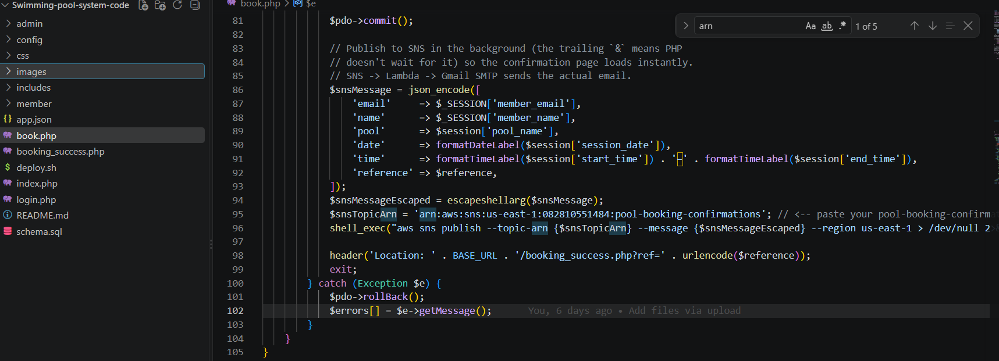 Swimming-pool-system-code
admin
config
css
images
includes
member
{} app.json
book.php
booking_success.php
$ deploy.sh
index.php
login.php
README.md
schema.sql
book.php > $e
arn
Aa ab .* 1 of 5
81 $pdo->commit();
82
83 // Publish to SNS in the background (the trailing `&` means PHP
84 // doesn't wait for it) so the confirmation page loads instantly.
85 // SNS -> Lambda -> Gmail SMTP sends the actual email.
86 $snsMessage = json_encode([
87 'email' => $_SESSION['member_email'],
88 'name' => $_SESSION['member_name'],
89 'pool' => $session['pool_name'],
90 'date' => formatDateLabel($session['session_date']),
91 'time' => formatTimeLabel($session['start_time']) . '–' . formatTimeLabel($session['end_time']),
92 'reference' => $reference,
93 ]);
94 $snsMessageEscaped = escapeshellarg($snsMessage);
95 $snsTopicArn = 'arn:aws:sns:us-east-1:082810551484:pool-booking-confirmations'; // <-- paste your pool-booking-confirm
96 shell_exec("aws sns publish --topic-arn {$snsTopicArn} --message {$snsMessageEscaped} --region us-east-1 > /dev/null 2
97
98 header('Location: ' . BASE_URL . '/booking_success.php?ref=' . urlencode($reference));
99 exit;
100 } catch (Exception $e) {
101 $pdo->rollBack();
102 $errors[] = $e->getMessage(); You, 6 days ago • Add files via upload
103 }
104 }
105 }